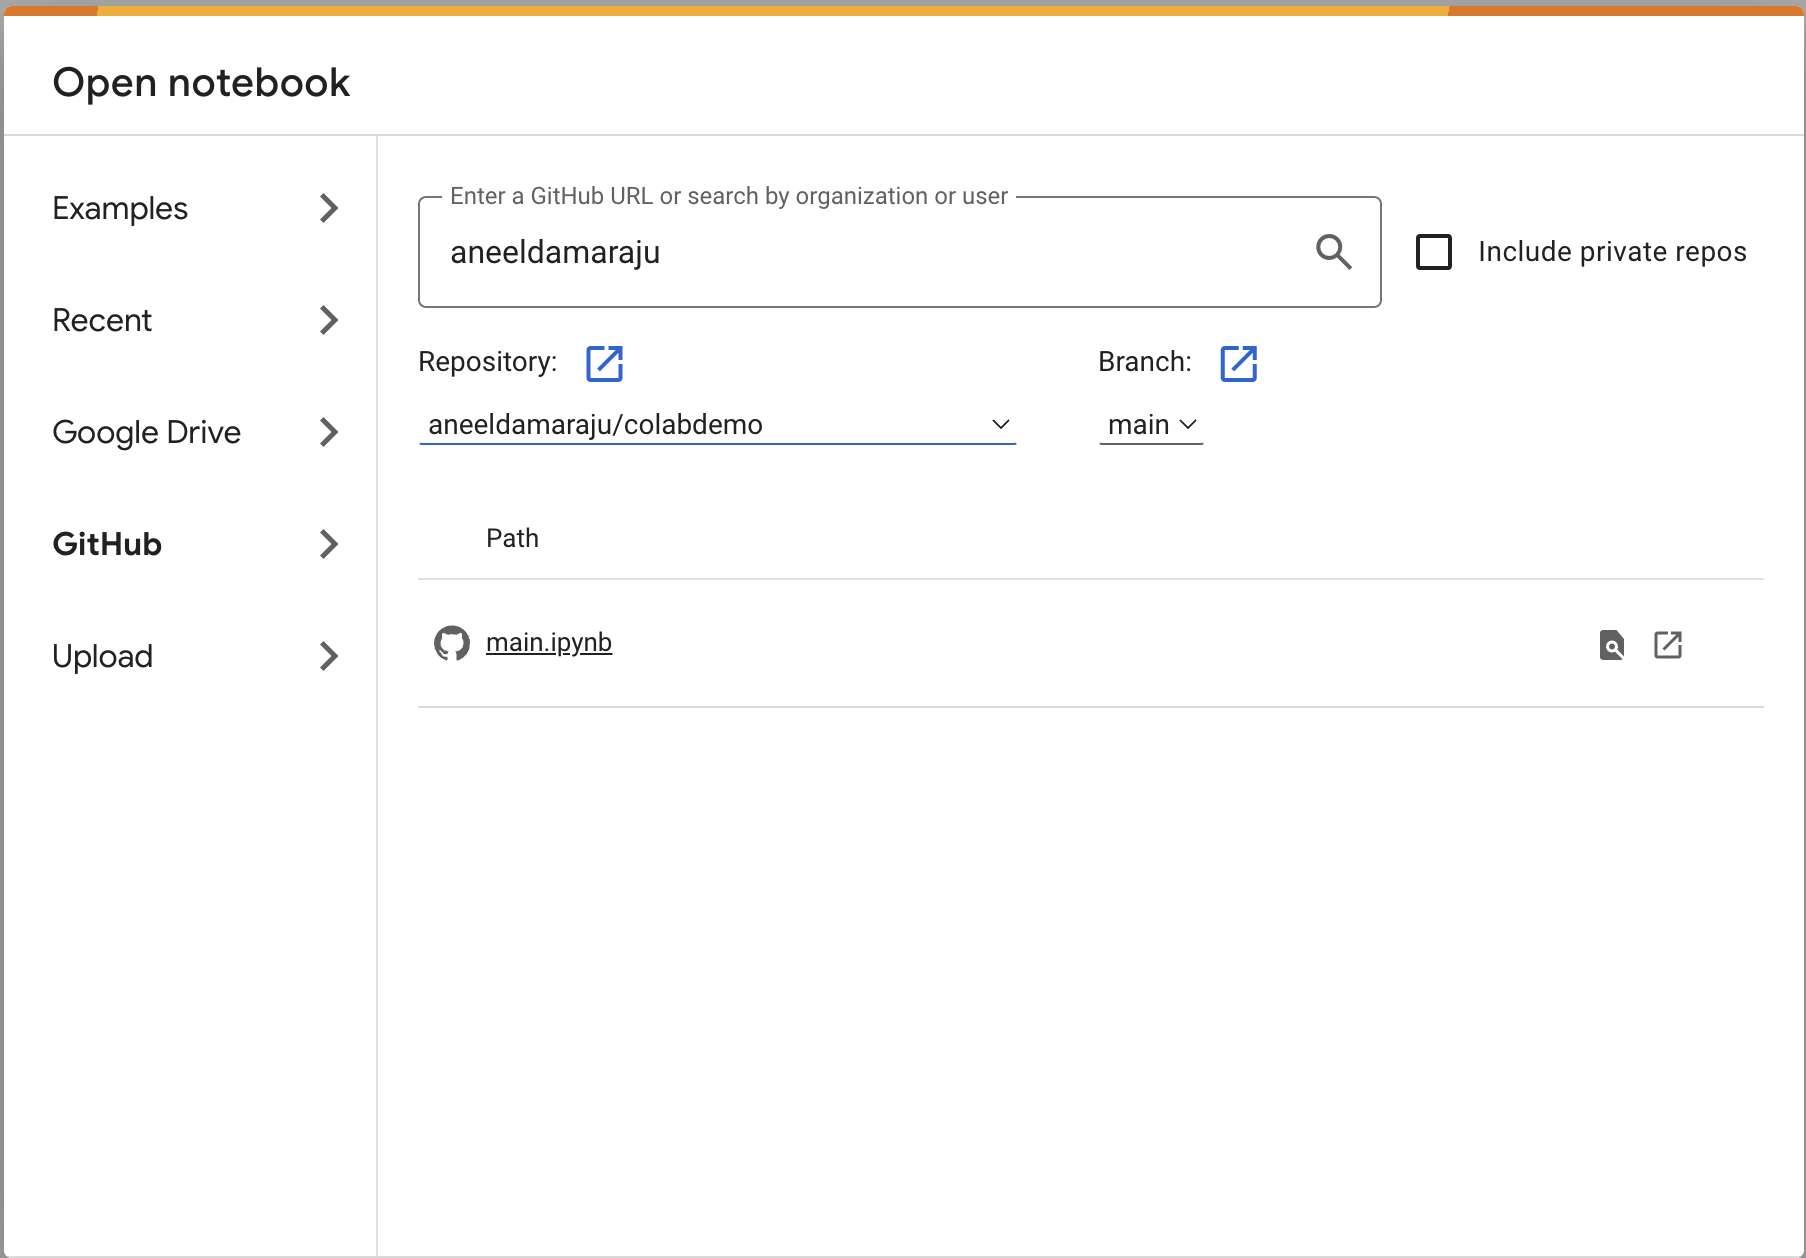 Open notebook
Examples
Recent
Google Drive
GitHub
Upload
Enter a GitHub URL or search by organization or user
aneeldamaraju
Include private repos
Repository:
Branch:
aneeldamaraju/colabdemo
main
Path
main.ipynb